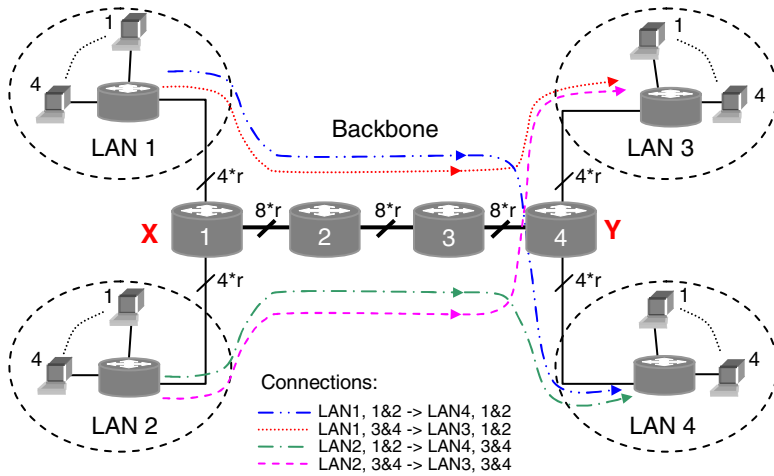 1
4
LAN 1
Backbone
1
4
LAN 3
4*r
4*r
X
1
8*r
2
8*r
3
8*r
4
Y
4*r
4*r
1
4
LAN 2
1
4
LAN 4
Connections:
LAN1, 1&2 -> LAN4, 1&2
LAN1, 3&4 -> LAN3, 1&2
LAN2, 1&2 -> LAN4, 3&4
LAN2, 3&4 -> LAN3, 3&4